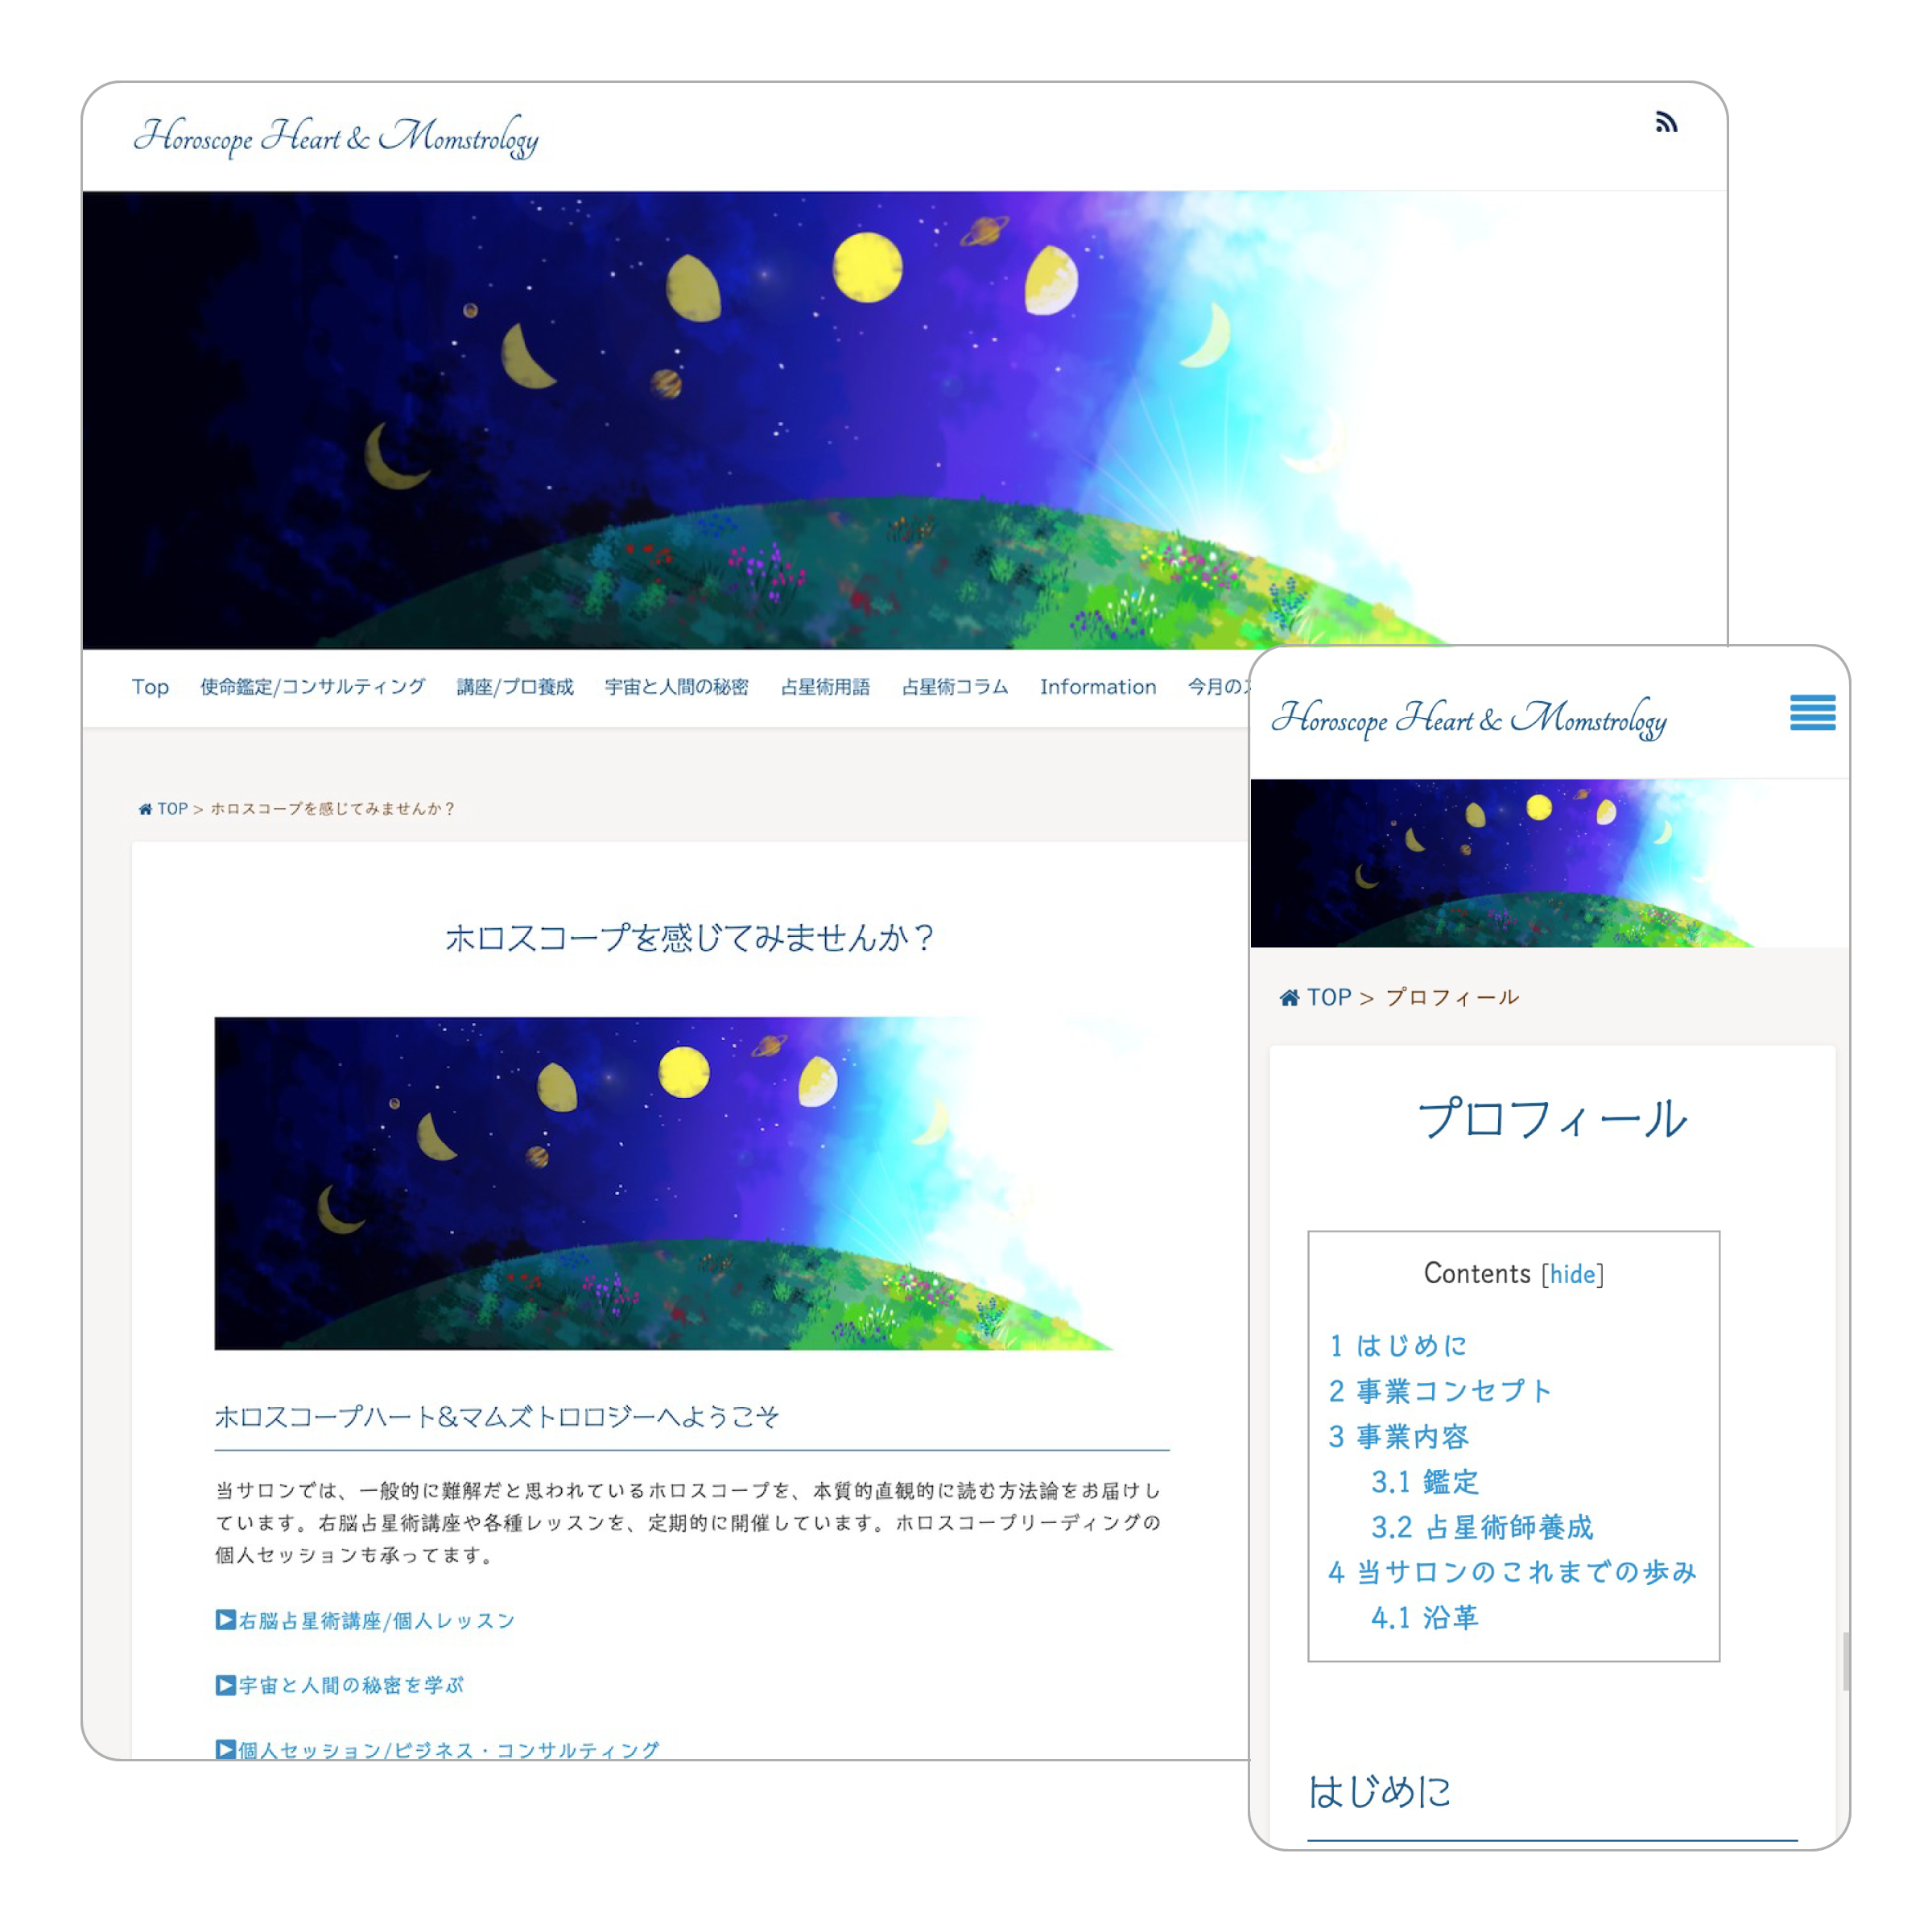 Horoscope Heart & Momstrology
Top 使命鑑定/コンサルティング 講座/プロ養成 宇宙と人間の秘密 占星術用語 占星術コラム Information 今月の
TOP > ホロスコープを感じてみませんか？
ホロスコープを感じてみませんか？
ホロスコープハート&マムズトロロジーへようこそ
当サロンでは、一般的に難解だと思われているホロスコープを、本質的直観的に読む方法論をお届けし
ています。右脳占星術講座や各種レッスンを、定期的に開催しています。ホロスコープリーディングの
個人セッションも承ってます。
▶右脳占星術講座/個人レッスン
▶宇宙と人間の秘密を学ぶ
▶個人セッション/ビジネス・コンサルティング
Horoscope Heart & Momstrology
TOP > プロフィール
プロフィール
Contents [hide]
1 はじめに
2 事業コンセプト
3 事業内容
3.1 鑑定
3.2 占星術師養成
4 当サロンのこれまでの歩み
4.1 沿革
はじめに